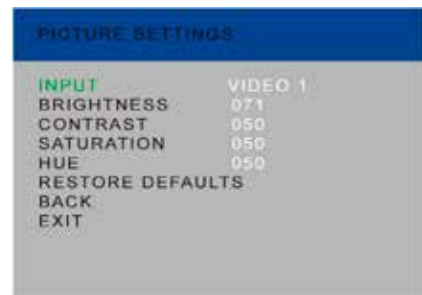 PICTURE SETTINGS
INPUT VIDEO 1
BRIGHTNESS 071
CONTRAST 050
SATURATION 050
HUE 050
RESTORE DEFAULTS
BACK
EXIT